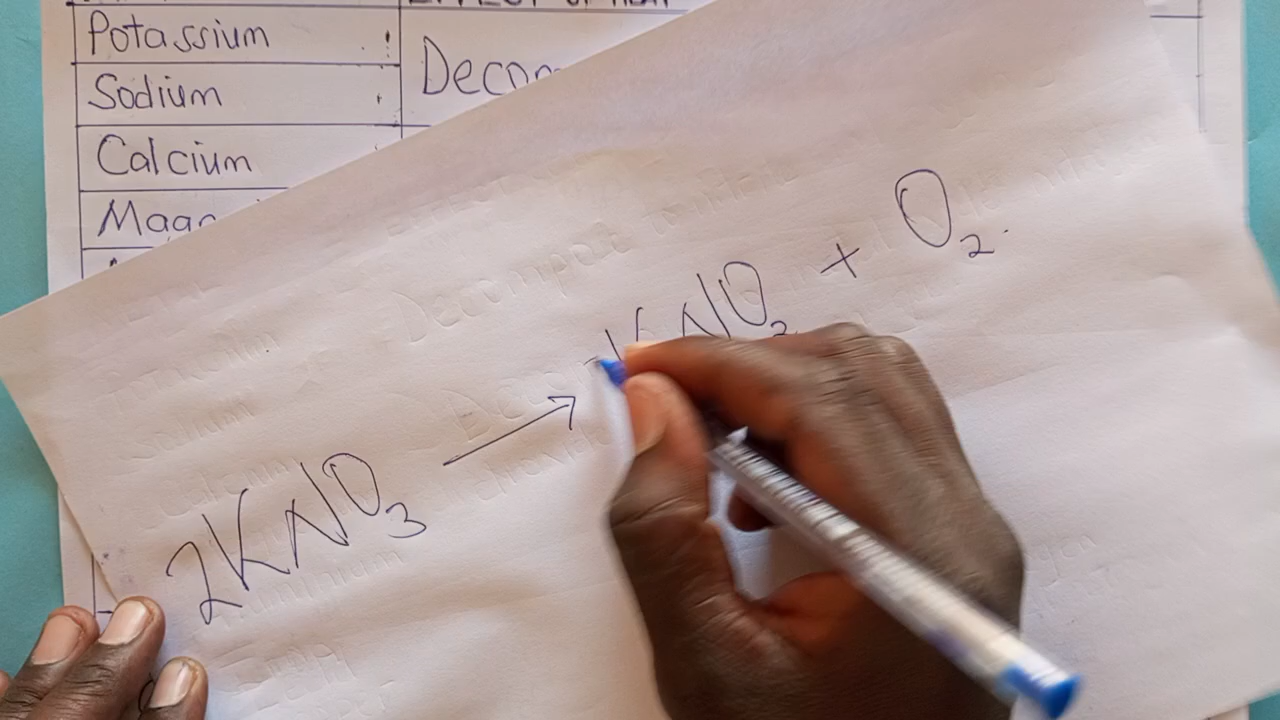 Potassium
Sodium
Decom
Calcium
Magn
2KNO₃ → KNO₂ + O₂